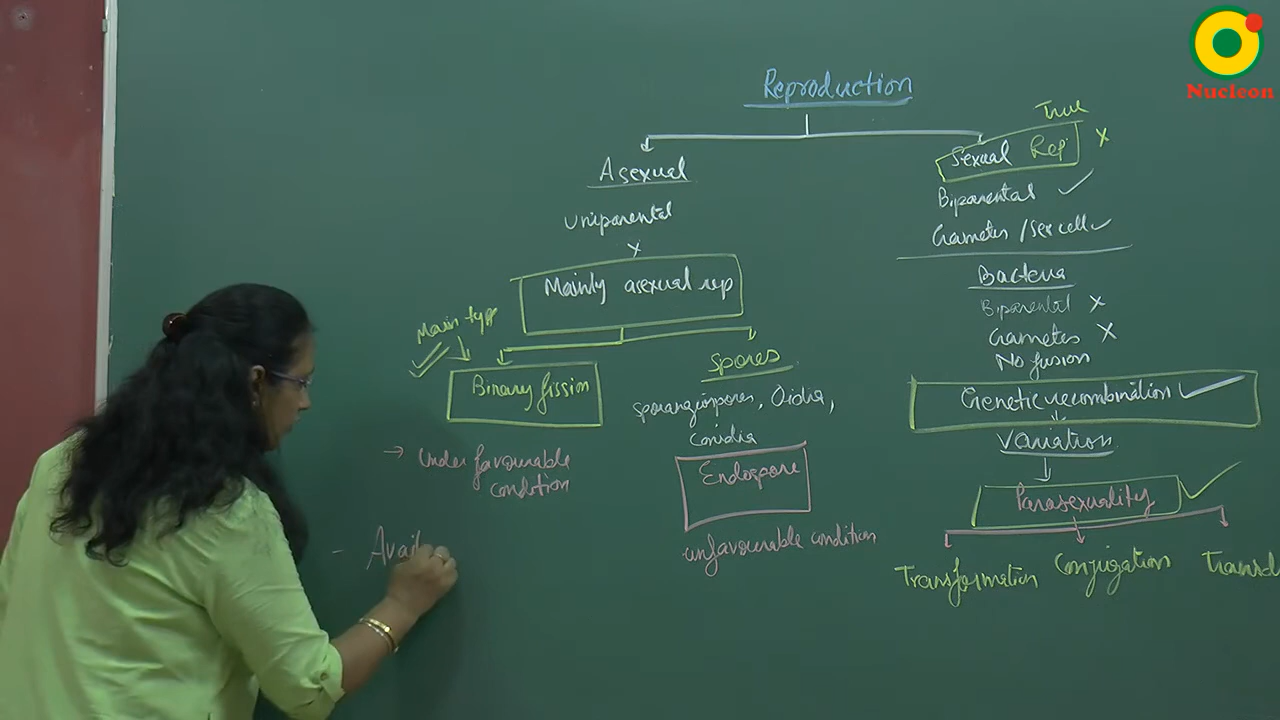 Nucleon
Reproduction
Asexual
Uniparental
x
Mainly asexual rep
Main type
Binary fission
→ Under favourable
condition
- Avail
Spores
Sporangiospores, Oidia,
Conidia
Endospore
unfavourable condition
True
Sexual Rep. x
Biparental ✓
Gametes / Sex cell ✓
Bacteria
Biparental x
Gametes x
No fusion
Genetic recombination ✓
Variation
Parasexuality ✓
Transformation Conjugation Transd